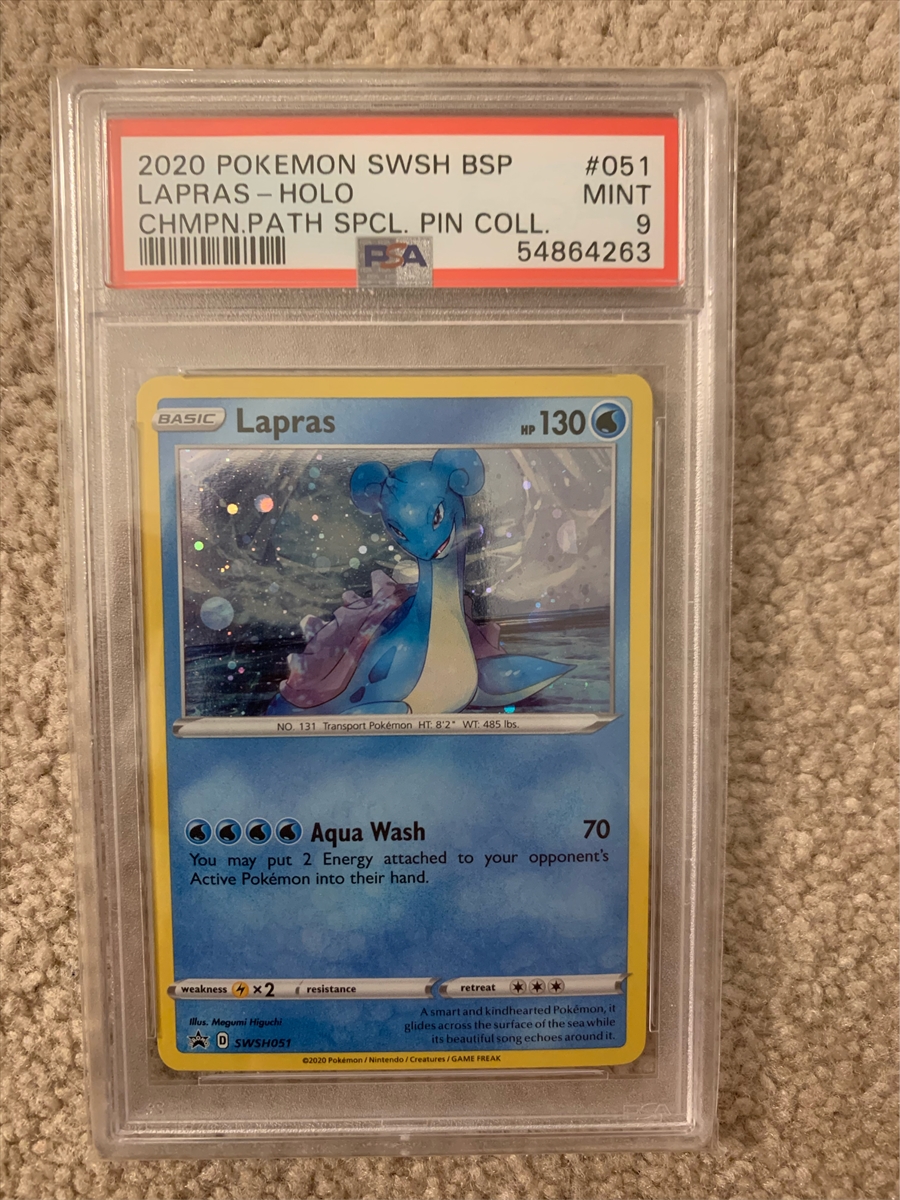 2020 POKEMON SWSH BSP #051
LAPRAS - HOLO MINT
CHMPN.PATH SPCL. PIN COLL. 9
PSA 54864263
BASIC Lapras HP 130
NO. 131 Transport Pokémon HT: 8'2" WT: 485 lbs.
Aqua Wash 70
You may put 2 Energy attached to your opponent's
Active Pokémon into their hand.
weakness ×2 resistance retreat
A smart and kindhearted Pokémon, it
glides across the surface of the sea while
its beautiful song echoes around it.
Illus. Megumi Higuchi
D SWSH051
©2020 Pokémon / Nintendo / Creatures / GAME FREAK
PSA